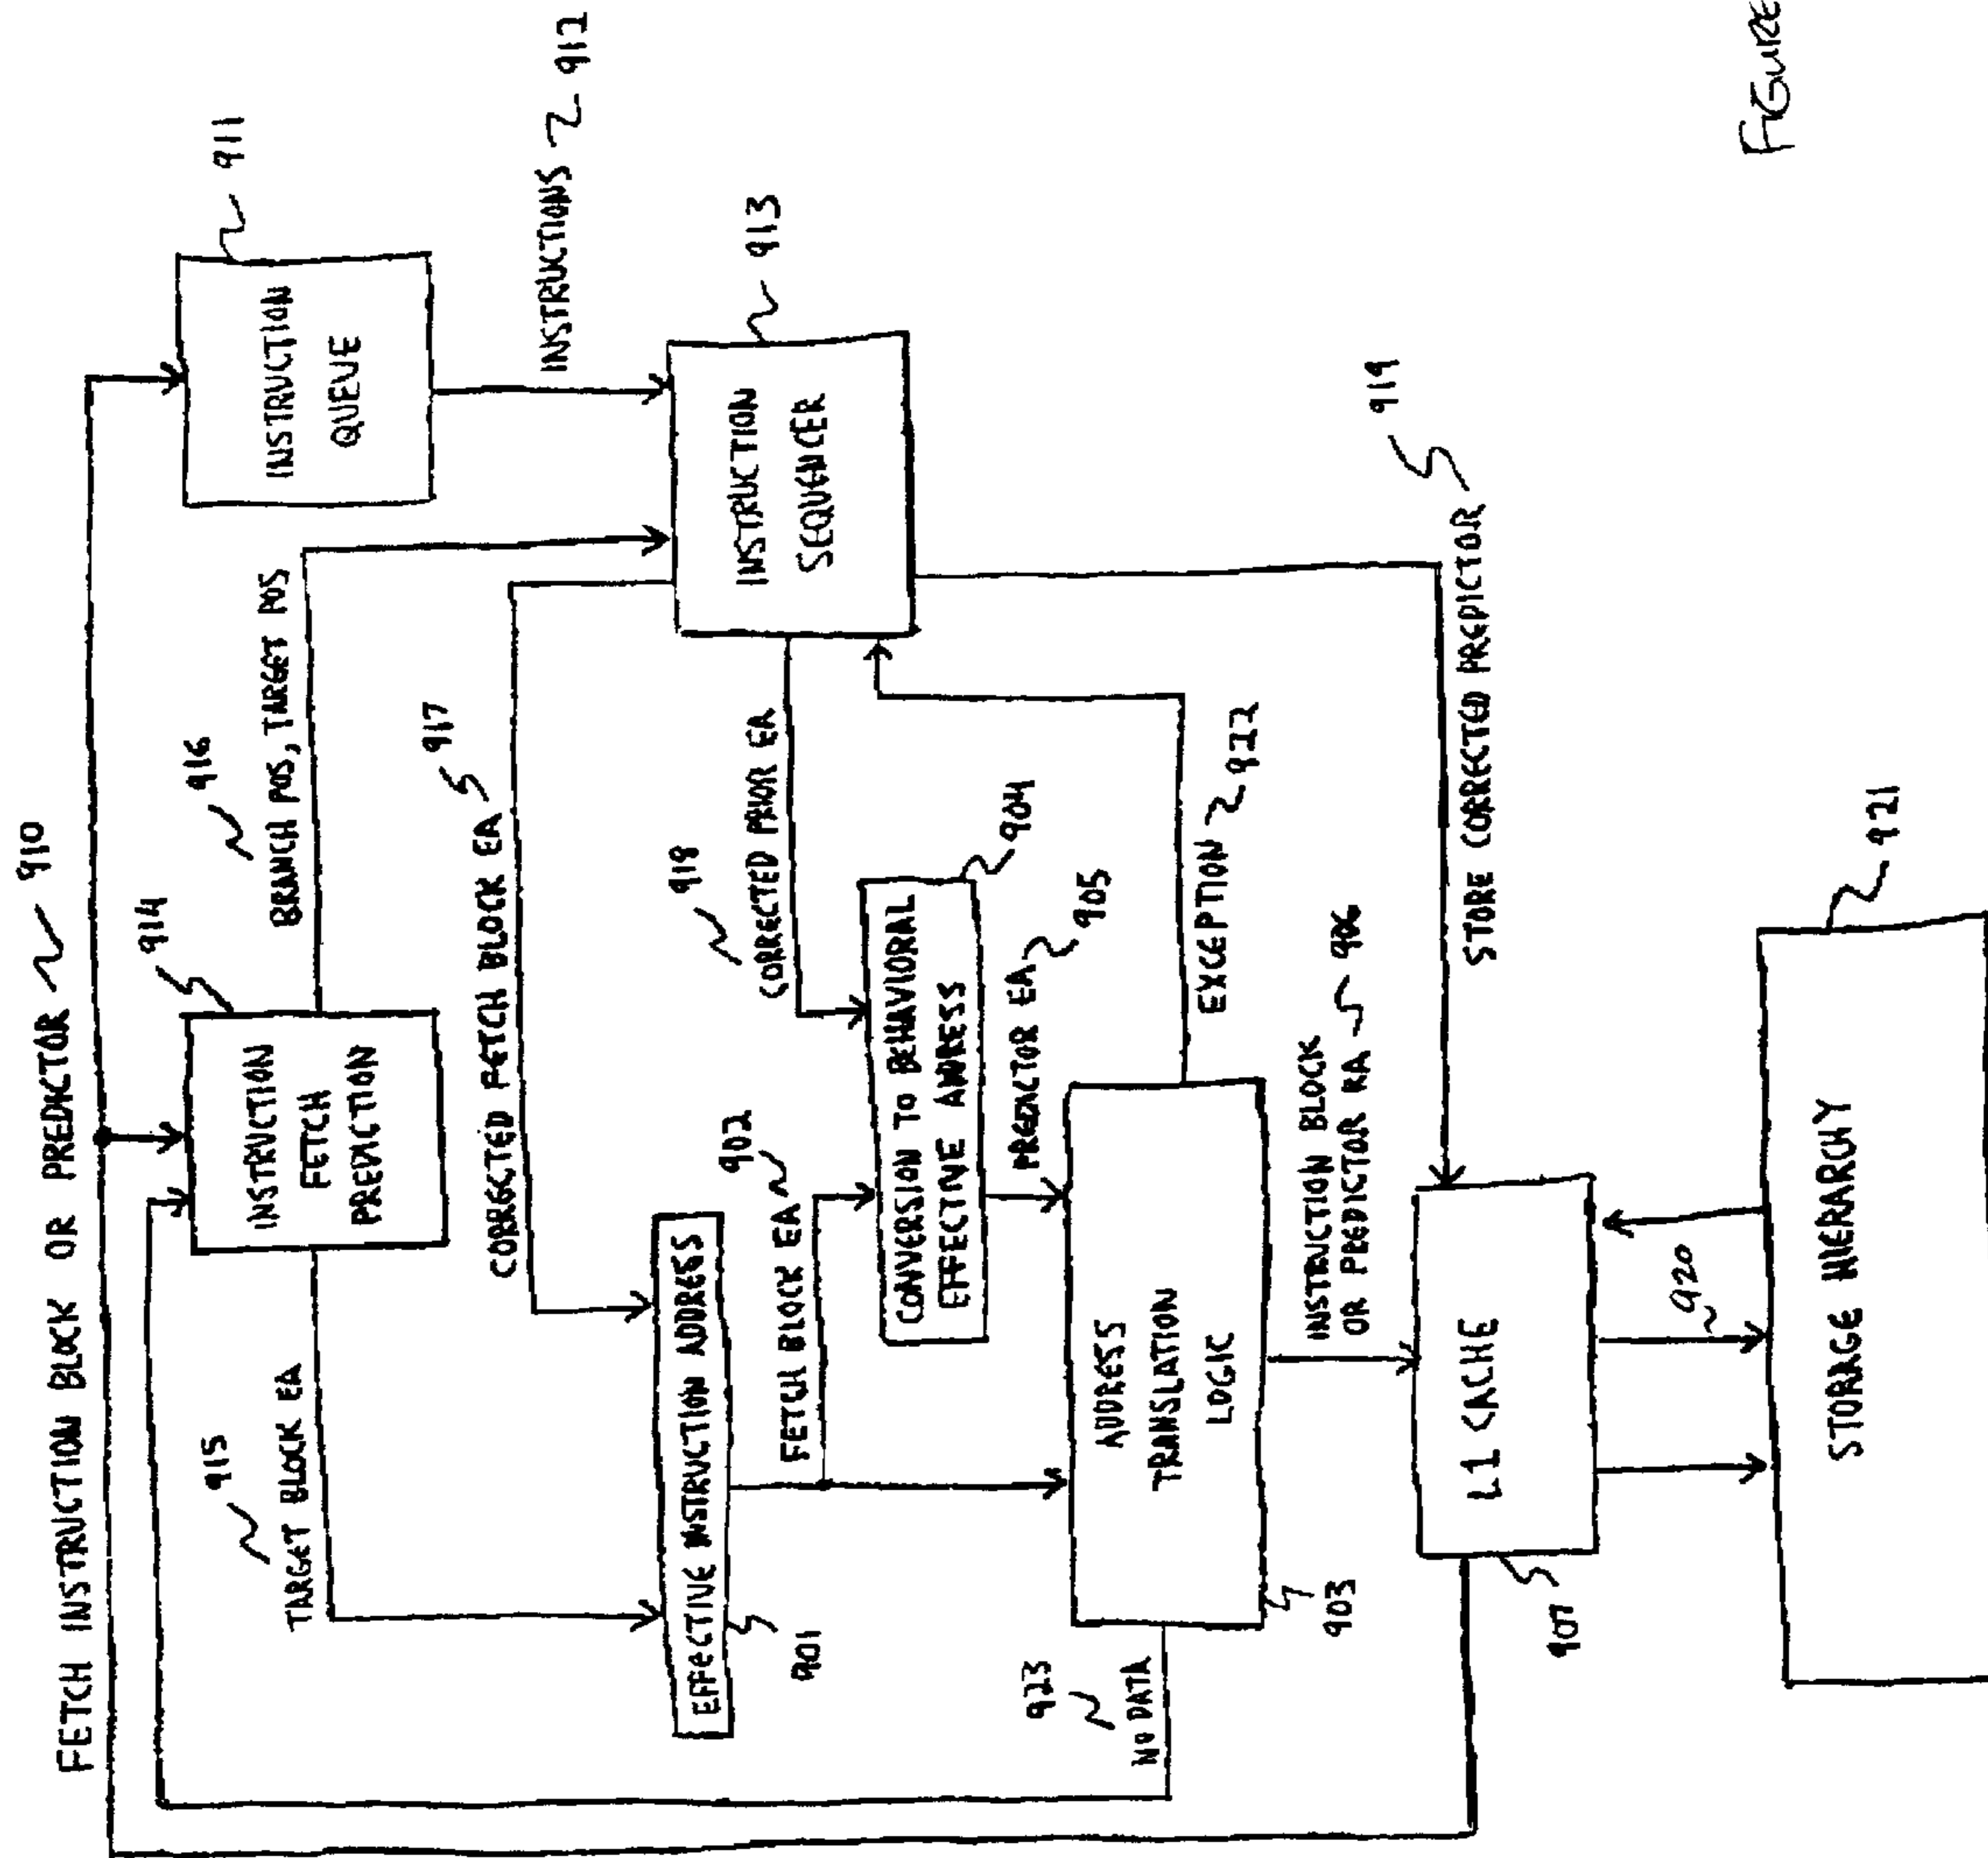 FETCH INSTRUCTION BLOCK OR PREDICTOR 910
914
INSTRUCTION
FETCH
PREDICTION
911
INSTRUCTION
QUEUE
916
BRANCH POS, TARGET POS
915
TARGET BLOCK EA
INSTRUCTIONS 912
917
CORRECTED FETCH BLOCK EA
913
INSTRUCTION
SEQUENCER
EFFECTIVE INSTRUCTION ADDRESS
901
902
FETCH BLOCK EA
918
CORRECTED PRIOR EA
CONVERSION TO BEHAVIORAL
EFFECTIVE ADDRESS
904
PREDICTOR EA 905
ADDRESS
TRANSLATION
LOGIC
903
923
NO DATA
EXCEPTION 922
INSTRUCTION BLOCK
OR PREDICTOR RA 906
919
STORE CORRECTED PREDICTOR
L1 CACHE
907
920
921
STORAGE HIERARCHY
FIGURE